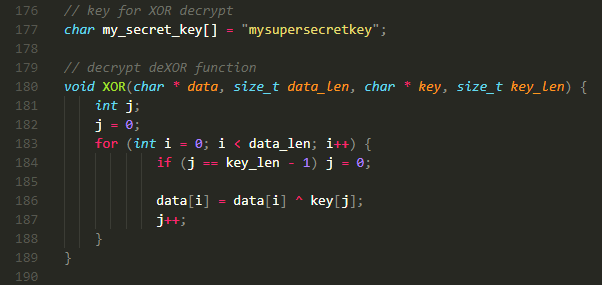 176 // key for XOR decrypt
177 char my_secret_key[] = "mysupersecretkey";
178
179 // decrypt deXOR function
180 void XOR(char * data, size_t data_len, char * key, size_t key_len) {
181 int j;
182 j = 0;
183 for (int i = 0; i < data_len; i++) {
184 if (j == key_len - 1) j = 0;
185
186 data[i] = data[i] ^ key[j];
187 j++;
188 }
189 }
190